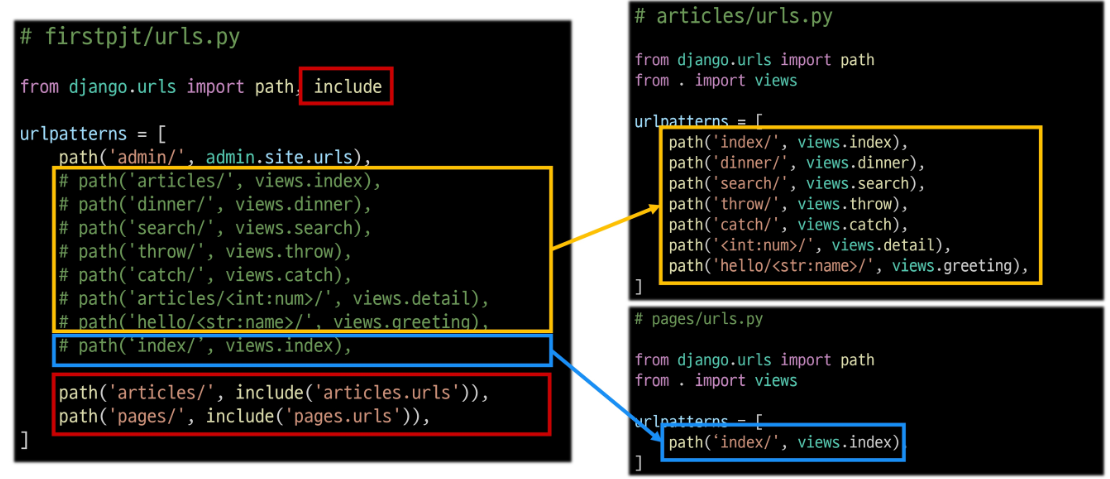 # firstpjt/urls.py
from django.urls import path, include
urlpatterns = [
path('admin/', admin.site.urls),
# path('articles/', views.index),
# path('dinner/', views.dinner),
# path('search/', views.search),
# path('throw/', views.throw),
# path('catch/', views.catch),
# path('articles/<int:num>/', views.detail),
# path('hello/<str:name>/', views.greeting),
# path('index/', views.index),
path('articles/', include('articles.urls')),
path('pages/', include('pages.urls')),
]
# articles/urls.py
from django.urls import path
from . import views
urlpatterns = [
path('index/', views.index),
path('dinner/', views.dinner),
path('search/', views.search),
path('throw/', views.throw),
path('catch/', views.catch),
path('<int:num>/', views.detail),
path('hello/<str:name>/', views.greeting),
]
# pages/urls.py
from django.urls import path
from . import views
urlpatterns = [
path('index/', views.index),
]